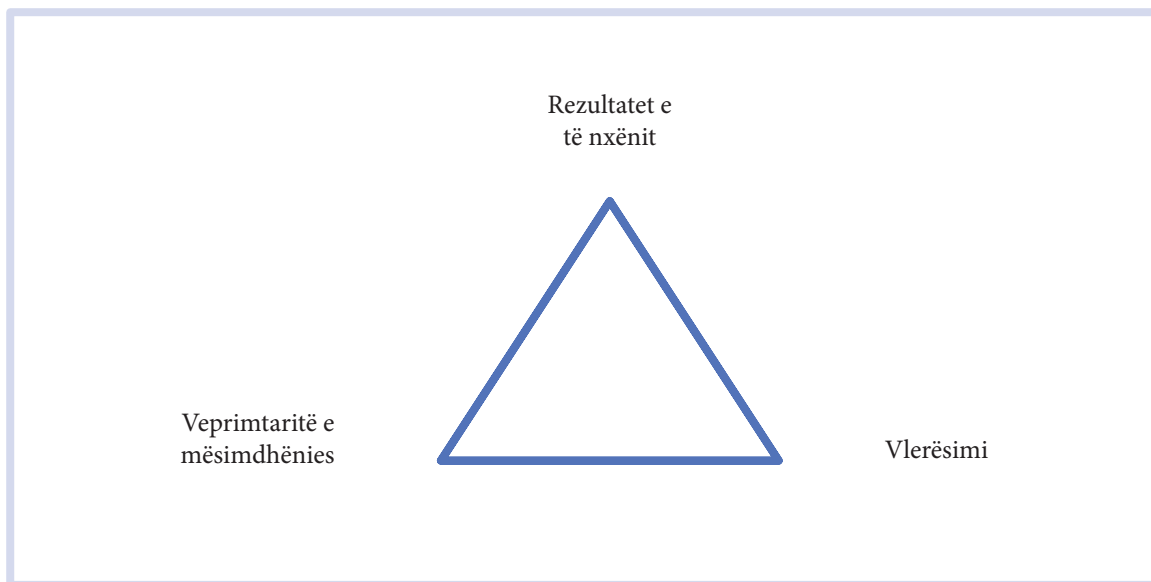 Rezultatet e
të nxënit
Veprimtaritë e
mësimdhënies
Vlerësimi